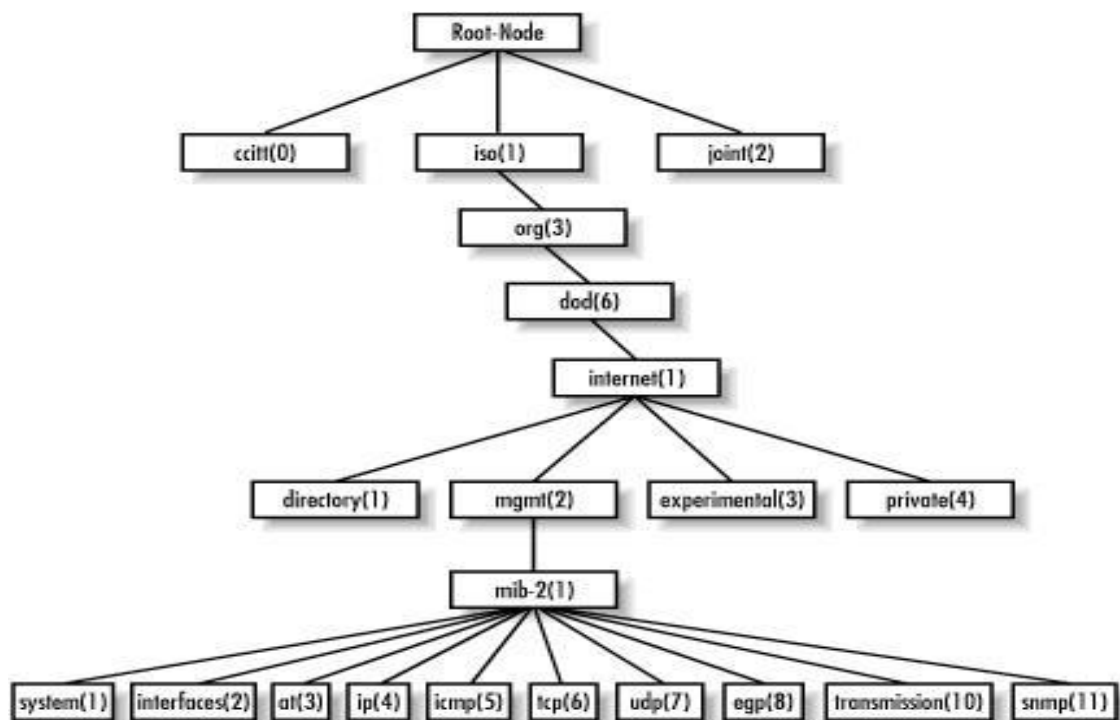 Root-Node
ccitt(0) iso(1) joint(2)
org(3)
dod(6)
internet(1)
directory(1) mgmt(2) experimental(3) private(4)
mib-2(1)
system(1) interfaces(2) at(3) ip(4) icmp(5) tcp(6) udp(7) egp(8) transmission(10) snmp(11)